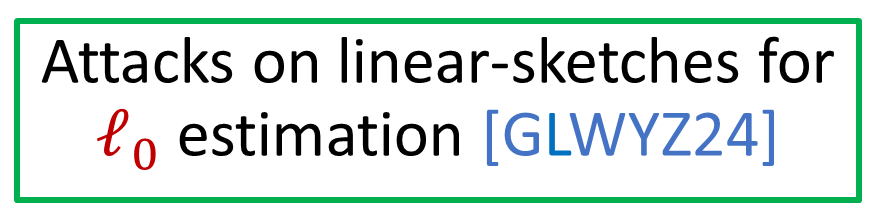 Attacks on linear-sketches for
ℓ₀ estimation [GLWYZ24]